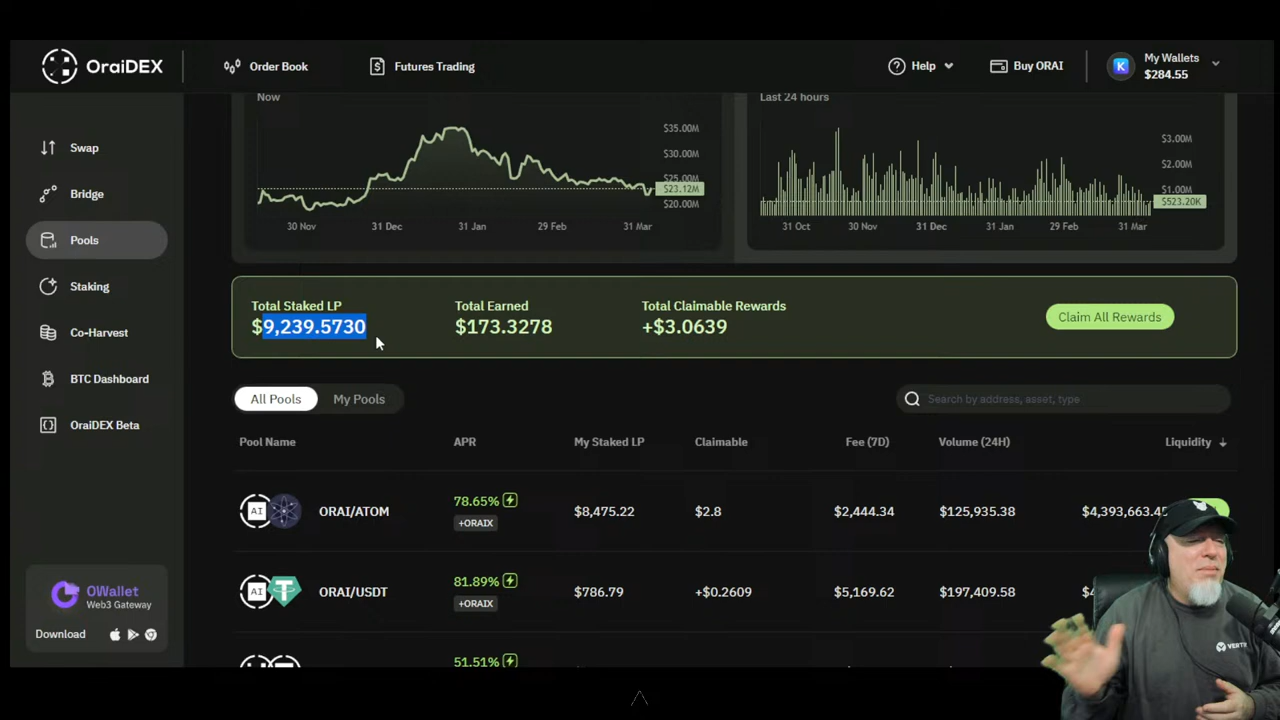 OraiDEX
Order Book
Futures Trading
Help
Buy ORAI
K
My Wallets
$284.55
Swap
Bridge
Pools
Staking
Co-Harvest
BTC Dashboard
OraiDEX Beta
OWallet
Web3 Gateway
Download
Now
$35.00M
$30.00M
$25.00M
$23.12M
$20.00M
30 Nov 31 Dec 31 Jan 29 Feb 31 Mar
Last 24 hours
$3.00M
$2.00M
$1.00M
$523.20K
31 Oct 30 Nov 31 Dec 31 Jan 29 Feb 31 Mar
Total Staked LP Total Earned Total Claimable Rewards
$9,239.5730 $173.3278 +$3.0639
Claim All Rewards
All Pools My Pools
Search by address, asset, type
Pool Name APR My Staked LP Claimable Fee (7D) Volume (24H) Liquidity
AI ORAI/ATOM 78.65% $8,475.22 $2.8 $2,444.34 $125,935.38
+ORAIX
AI ORAI/USDT 81.89% $786.79 +$0.2609 $5,169.62 $197,409.58
+ORAIX
51.51%